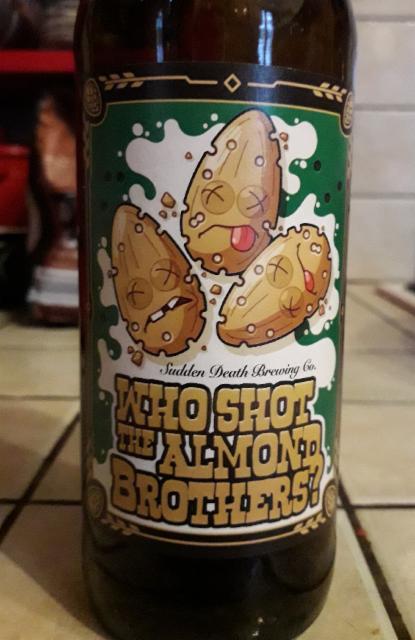 Sudden Death Brewing Co.
WHO SHOT
THE ALMOND
BROTHERS?